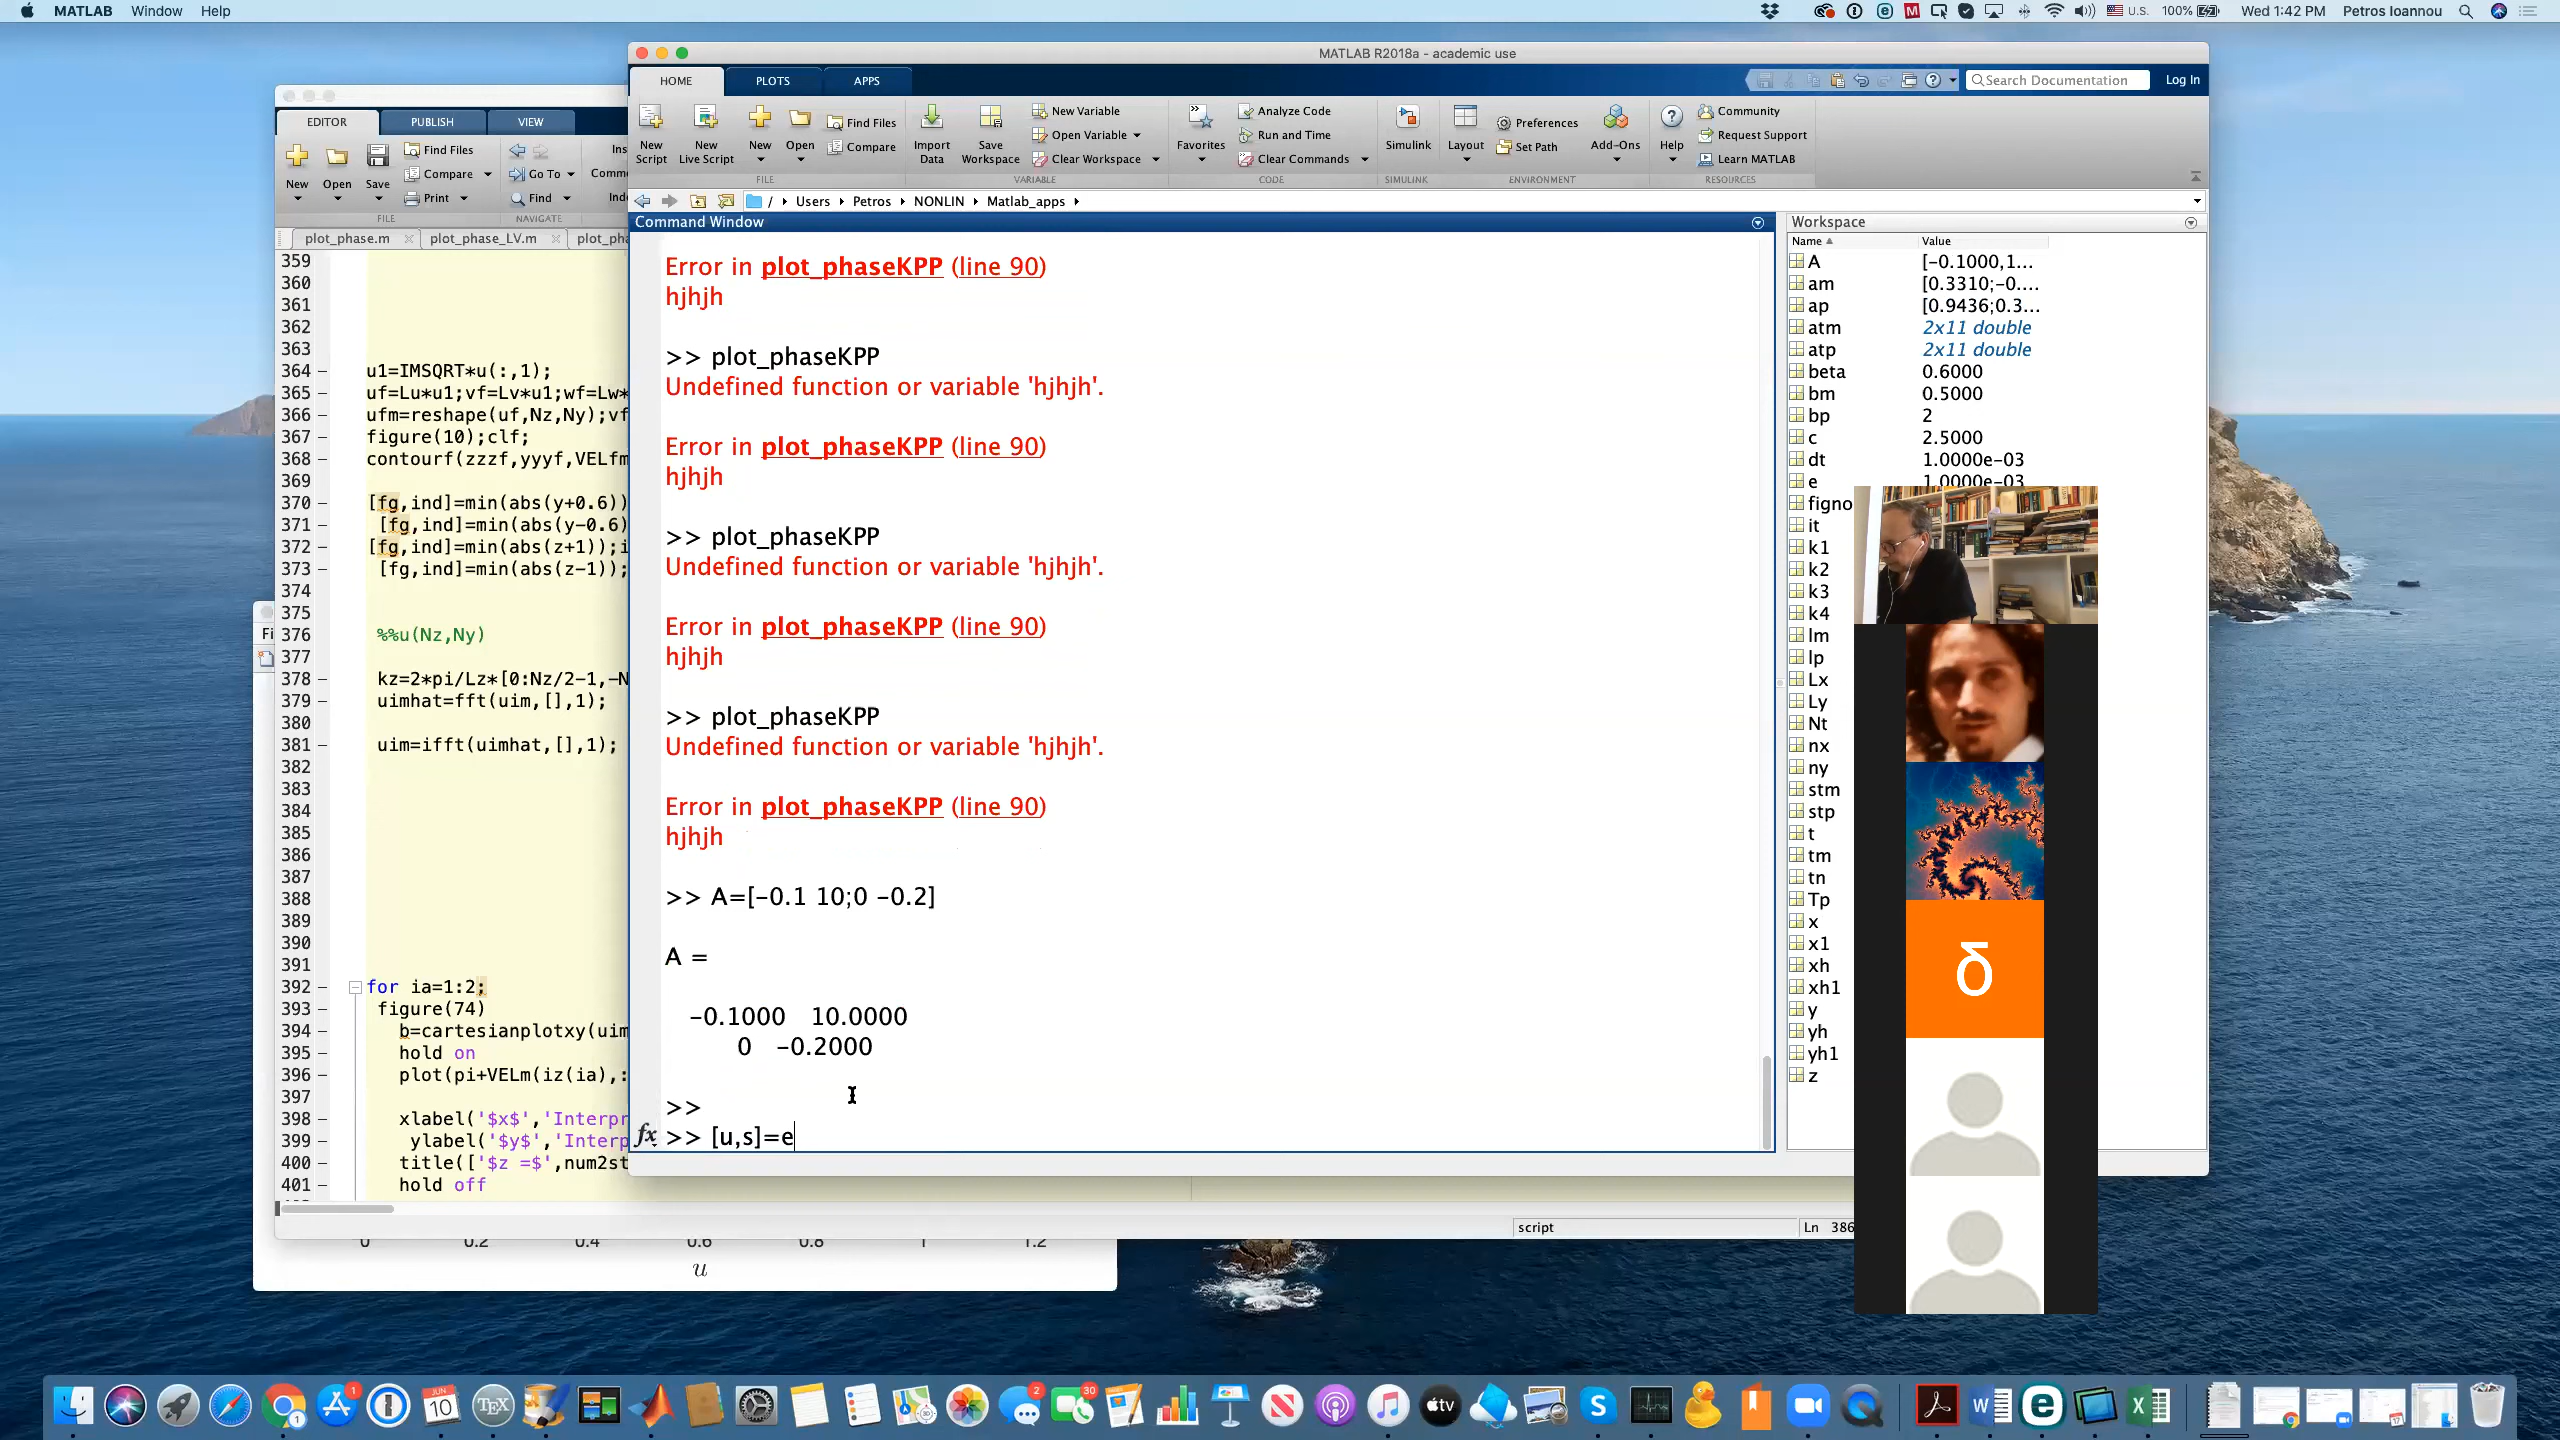 MATLAB Window Help
U.S. 100% Wed 1:42 PM Petros Ioannou
MATLAB R2018a - academic use
HOME PLOTS APPS
Search Documentation Log In
New Script
New Live Script
New
Open
Find Files
Compare
Import Data
Save Workspace
New Variable
Open Variable
Clear Workspace
Favorites
Analyze Code
Run and Time
Clear Commands
Simulink
Layout
Preferences
Set Path
Add-Ons
Help
Community
Request Support
Learn MATLAB
FILE VARIABLE CODE SIMULINK ENVIRONMENT RESOURCES
/ Users Petros NONLIN Matlab_apps
Command Window
Error in plot_phaseKPP (line 90)
hjhjh
>> plot_phaseKPP
Undefined function or variable 'hjhjh'.
Error in plot_phaseKPP (line 90)
hjhjh
>> plot_phaseKPP
Undefined function or variable 'hjhjh'.
Error in plot_phaseKPP (line 90)
hjhjh
>> plot_phaseKPP
Undefined function or variable 'hjhjh'.
Error in plot_phaseKPP (line 90)
hjhjh
>> A=[-0.1 10;0 -0.2]
A =
-0.1000 10.0000
0 -0.2000
>>
fx >> [u,s]=e
Workspace
Name Value
A [-0.1000,1...
am [0.3310;-0....
ap [0.9436;0.3...
atm 2x11 double
atp 2x11 double
beta 0.6000
bm 0.5000
bp 2
c 2.5000
dt 1.0000e-03
e 1.0000e-03
figno
it
k1
k2
k3
k4
lm
lp
Lx
Ly
Nt
nx
ny
stm
stp
t
tm
tn
Tp
x
x1
xh
xh1
y
yh
yh1
z
δ
EDITOR PUBLISH VIEW
New
Open
Save
Find Files
Compare
Print
Go To
Find
Ins
Comme
Inde
FILE NAVIGATE
plot_phase.m plot_phase_LV.m plot_pha
359
360
361
362
363
364 u1=IMSQRT*u(:,1);
365 uf=Lu*u1;vf=Lv*u1;wf=Lw*
366 ufm=reshape(uf,Nz,Ny);vf
367 figure(10);clf;
368 contourf(zzzf,yyyf,VELfm
369
370 [fg,ind]=min(abs(y+0.6))
371 [fg,ind]=min(abs(y-0.6)
372 [fg,ind]=min(abs(z+1));i
373 [fg,ind]=min(abs(z-1));
374
375
376 %%u(Nz,Ny)
377
378 kz=2*pi/Lz*[0:Nz/2-1,-N
379 uimhat=fft(uim,[],1);
380
381 uim=ifft(uimhat,[],1);
382
383
384
385
386
387
388
389
390
391
392 for ia=1:2;
393 figure(74)
394 b=cartesianplotxy(uim
395 hold on
396 plot(pi+VELm(iz(ia),:
397
398 xlabel('$x$','Interpr
399 ylabel('$y$','Interp
400 title(['$z =$',num2st
401 hold off
script Ln 386
Fi
0 0.2 0.4 0.6 0.8 1 1.2
u
1 JUN 10 TEX 2 30 tv